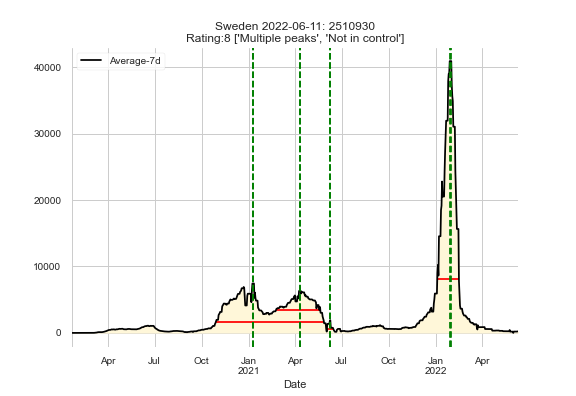 Sweden 2022-06-11: 2510930
Rating:8 ['Multiple peaks', 'Not in control']
Average-7d
40000
30000
20000
10000
0
Apr
Jul
Oct
Jan
2021
Apr
Jul
Oct
Jan
2022
Apr
Date